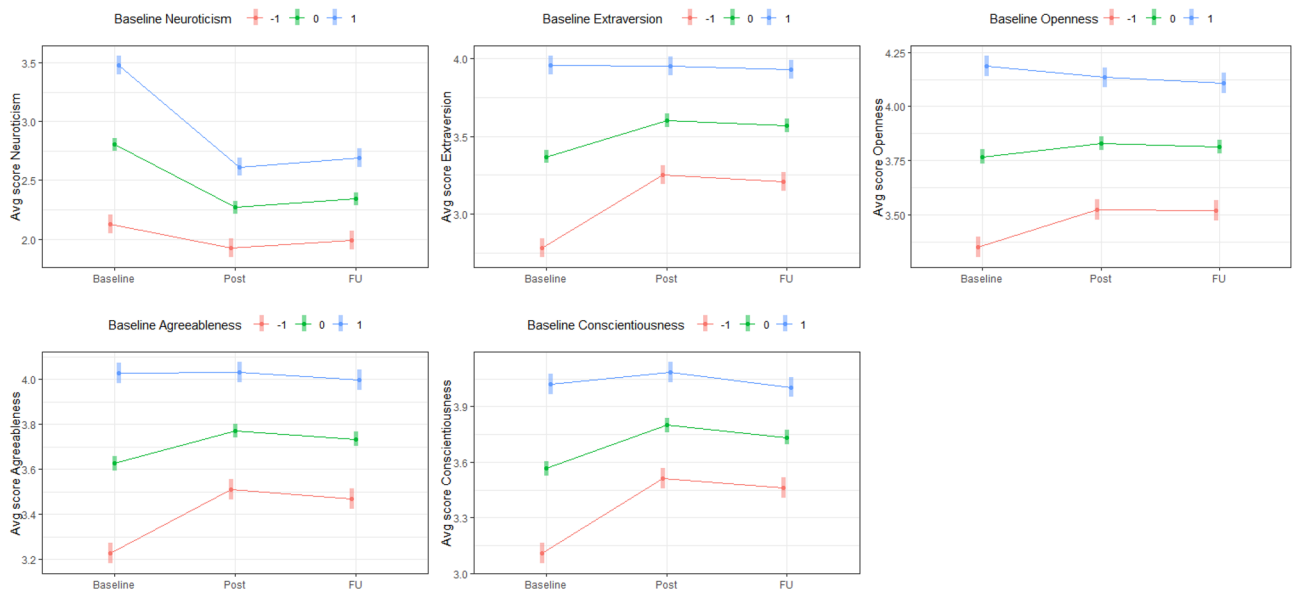 Baseline Neuroticism -1 0 1
Baseline Extraversion -1 0 1
Baseline Openness -1 0 1
Avg score Neuroticism
3.5
3.0
2.5
2.0
Baseline Post FU
Avg score Extraversion
4.0
3.5
3.0
Baseline Post FU
Avg score Openness
4.25
4.00
3.75
3.50
Baseline Post FU
Baseline Agreeableness -1 0 1
Baseline Conscientiousness -1 0 1
Avg score Agreeableness
4.0
3.8
3.6
3.4
3.2
Baseline Post FU
Avg score Conscientiousness
3.9
3.6
3.3
3.0
Baseline Post FU